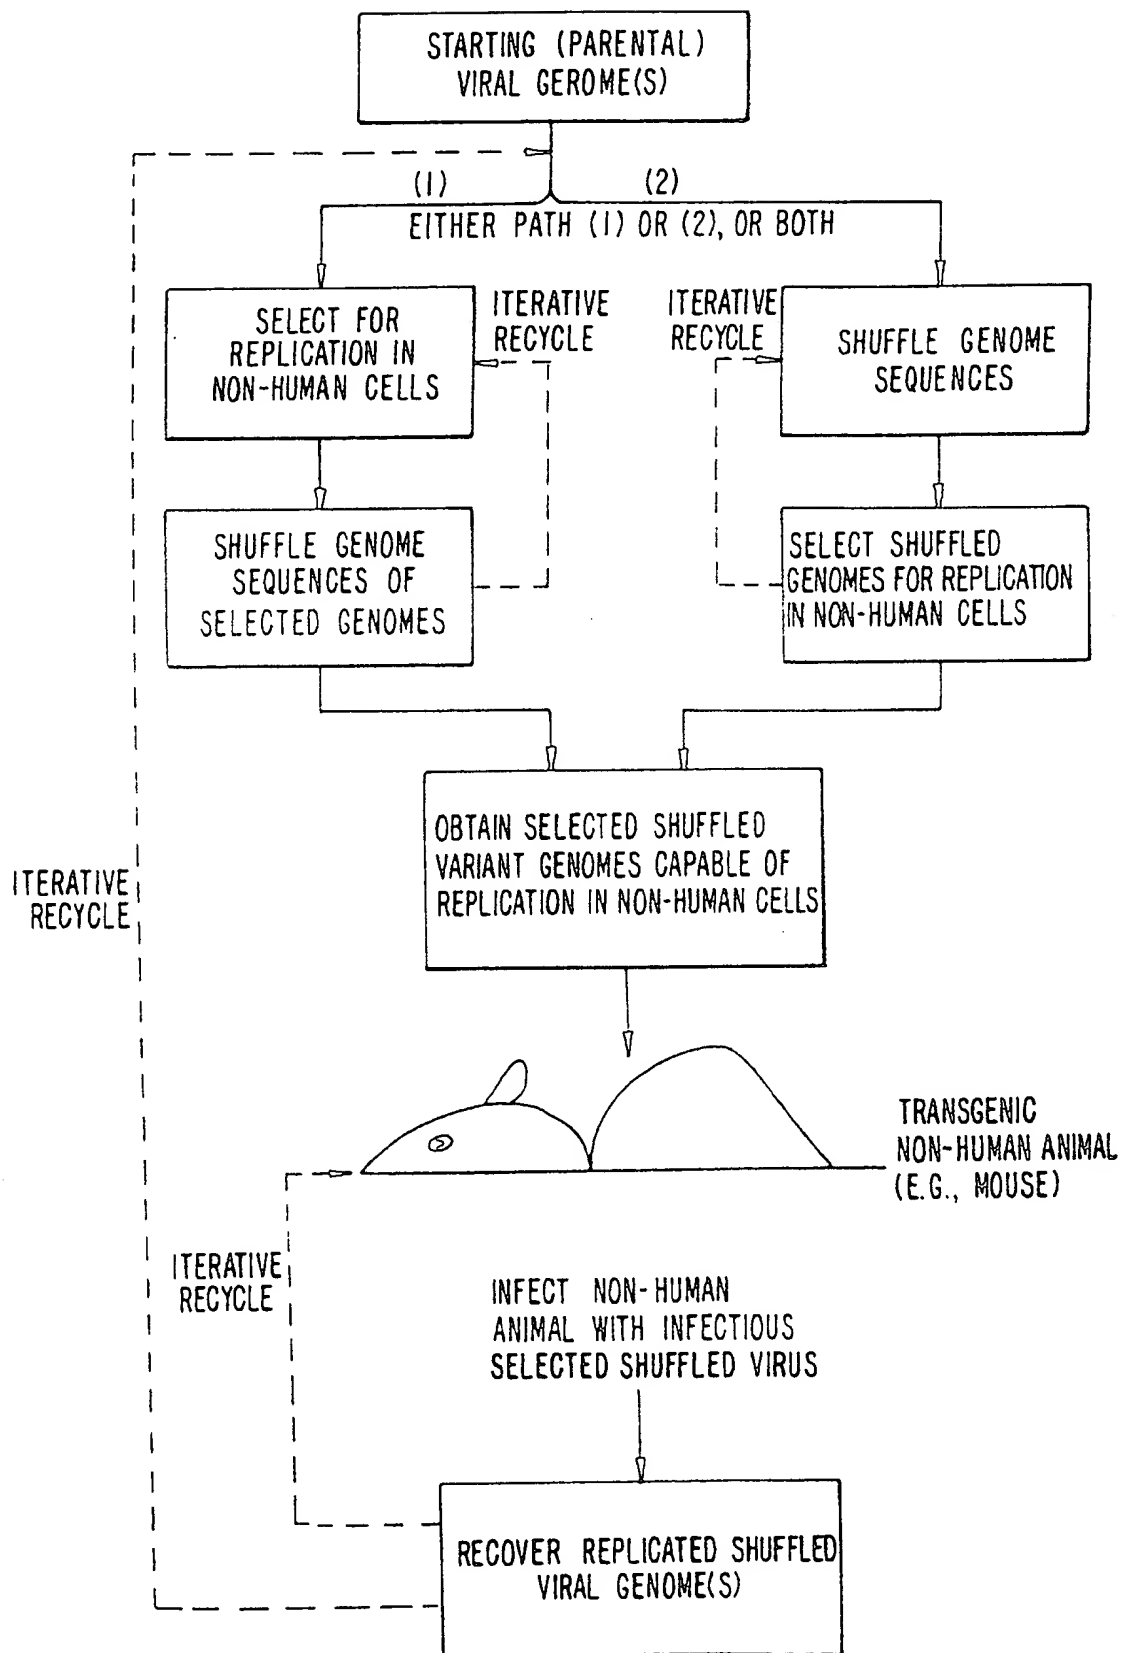 STARTING (PARENTAL)
VIRAL GEROME(S)
(1)
(2)
EITHER PATH (1) OR (2), OR BOTH
SELECT FOR
REPLICATION IN
NON-HUMAN CELLS
ITERATIVE
RECYCLE
ITERATIVE
RECYCLE
SHUFFLE GENOME
SEQUENCES
SHUFFLE GENOME
SEQUENCES OF
SELECTED GENOMES
SELECT SHUFFLED
GENOMES FOR REPLICATION
IN NON-HUMAN CELLS
OBTAIN SELECTED SHUFFLED
VARIANT GENOMES CAPABLE OF
REPLICATION IN NON-HUMAN CELLS
ITERATIVE
RECYCLE
TRANSGENIC
NON-HUMAN ANIMAL
(E.G., MOUSE)
ITERATIVE
RECYCLE
INFECT NON-HUMAN
ANIMAL WITH INFECTIOUS
SELECTED SHUFFLED VIRUS
RECOVER REPLICATED SHUFFLED
VIRAL GENOME(S)